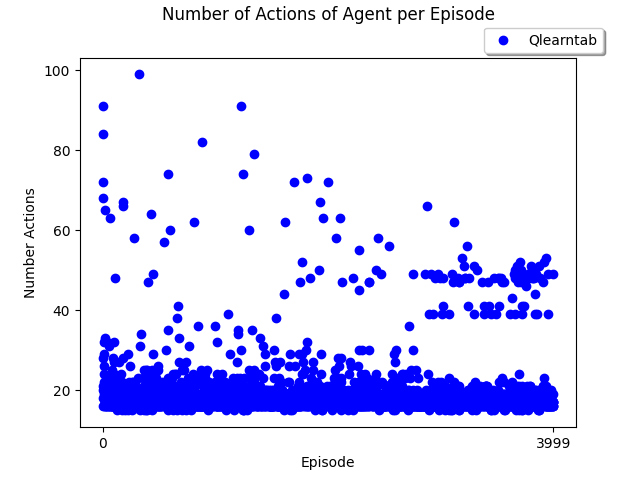 Number of Actions of Agent per Episode
Qlearntab
100
80
60
40
20
Number Actions
0
3999
Episode